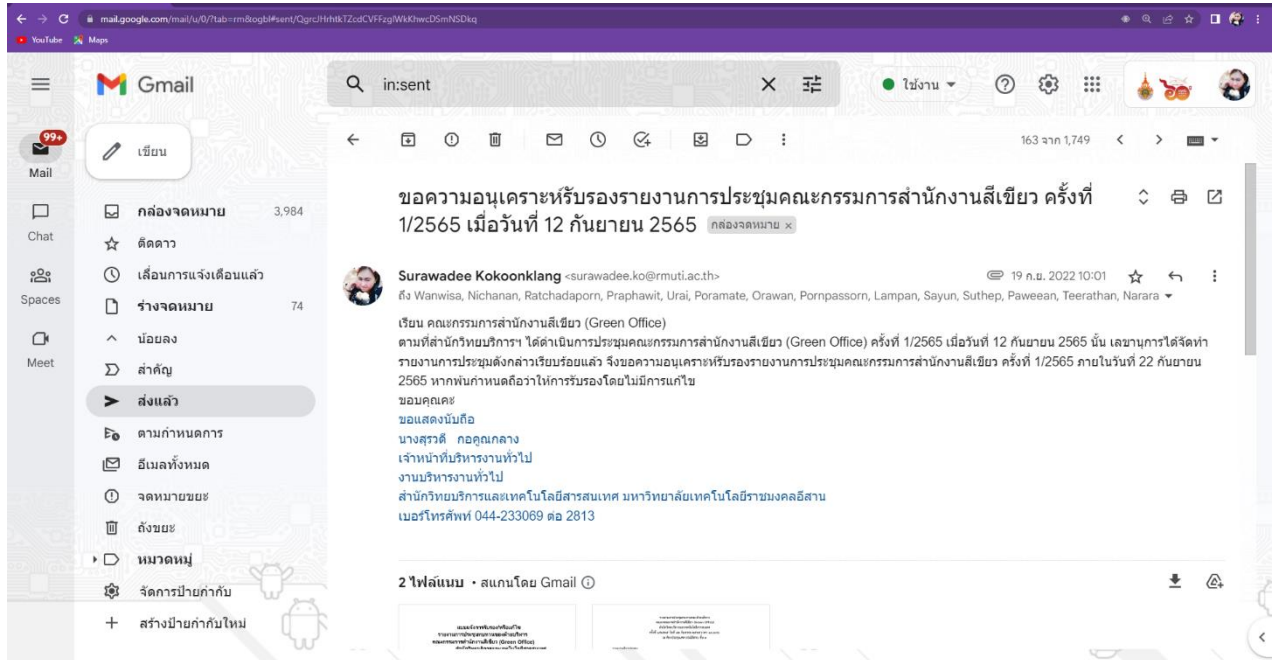 mail.google.com/mail/u/0/?tab=rm&ogbl#sent/QgrcJHrhtkTZcdCVFFzglWkKhwcDSmNSDkq
YouTube Maps
Gmail
in:sent
ใช้งาน
99+
Mail
Chat
Spaces
Meet
เขียน
กล่องจดหมาย 3,984
ติดดาว
เลื่อนการแจ้งเตือนแล้ว
ร่างจดหมาย 74
น้อยลง
สำคัญ
ส่งแล้ว
ตามกำหนดการ
อีเมลทั้งหมด
จดหมายขยะ
ถังขยะ
หมวดหมู่
จัดการป้ายกำกับ
สร้างป้ายกำกับใหม่
163 จาก 1,749
ขอความอนุเคราะห์รับรองรายงานการประชุมคณะกรรมการสำนักงานสีเขียว ครั้งที่
1/2565 เมื่อวันที่ 12 กันยายน 2565 กล่องจดหมาย ×
Surawadee Kokoonklang <surawadee.ko@rmuti.ac.th> 19 ก.ย. 2022 10:01
ถึง Wanwisa, Nichanan, Ratchadaporn, Praphawit, Urai, Poramate, Orawan, Pornpassorn, Lampan, Sayun, Suthep, Paweean, Teerathan, Narara
เรียน คณะกรรมการสำนักงานสีเขียว (Green Office)
ตามที่สำนักวิทยบริการฯ ได้ดำเนินการประชุมคณะกรรมการสำนักงานสีเขียว (Green Office) ครั้งที่ 1/2565 เมื่อวันที่ 12 กันยายน 2565 นั้น เลขานุการได้จัดทำ
รายงานการประชุมดังกล่าวเรียบร้อยแล้ว จึงขอความอนุเคราะห์รับรองรายงานการประชุมคณะกรรมการสำนักงานสีเขียว ครั้งที่ 1/2565 ภายในวันที่ 22 กันยายน
2565 หากพ้นกำหนดถือว่าให้การรับรองโดยไม่มีการแก้ไข
ขอบคุณคะ
ขอแสดงนับถือ
นางสุรวดี กอคูณกลาง
เจ้าหน้าที่บริหารงานทั่วไป
งานบริหารงานทั่วไป
สำนักวิทยบริการและเทคโนโลยีสารสนเทศ มหาวิทยาลัยเทคโนโลยีราชมงคลอีสาน
เบอร์โทรศัพท์ 044-233069 ต่อ 2813
2 ไฟล์แนบ • สแกนโดย Gmail